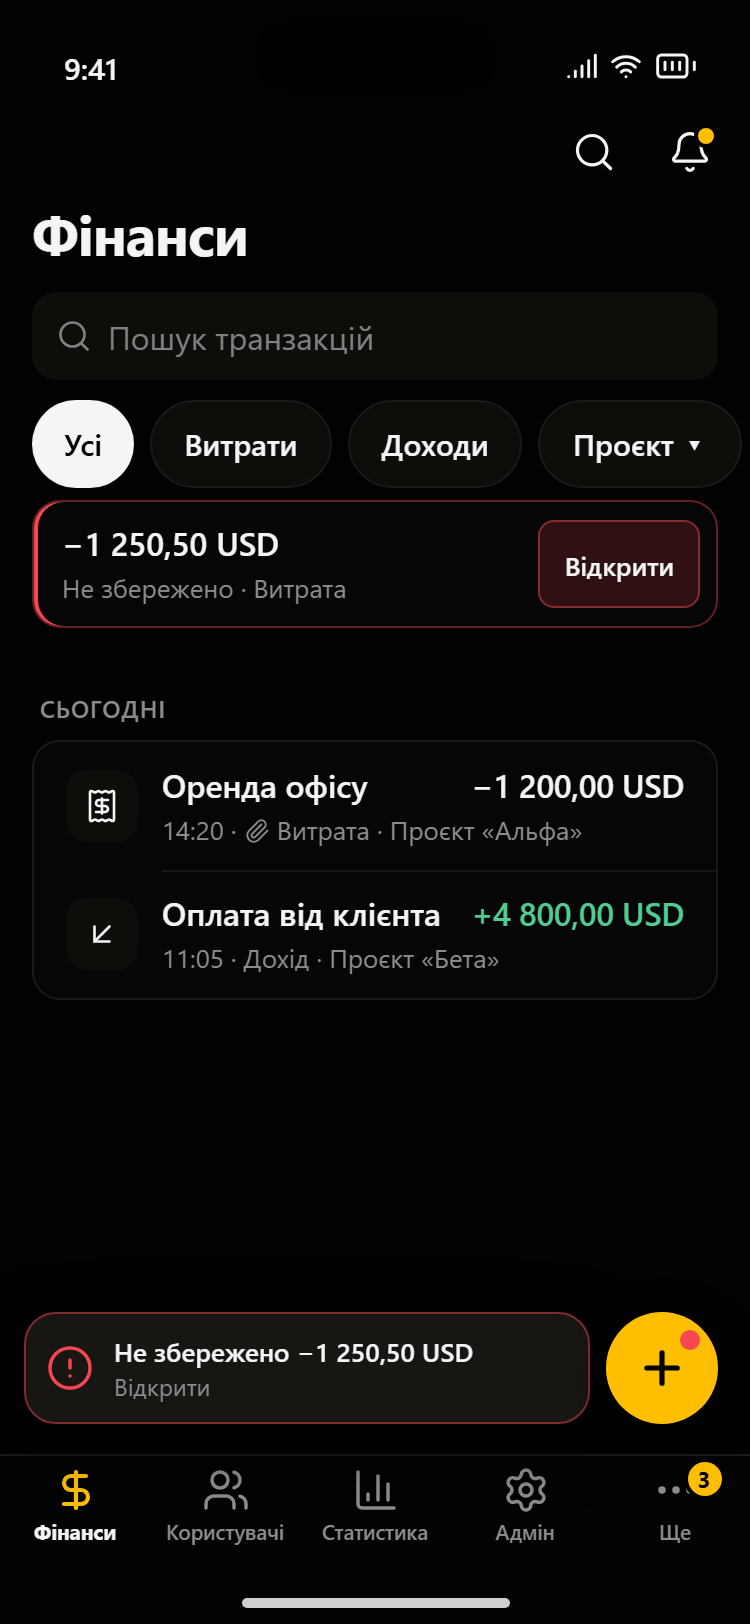 9:41
Фінанси
Пошук транзакцій
Усі Витрати Доходи Проєкт ▼
−1 250,50 USD
Не збережено · Витрата
Відкрити
СЬОГОДНІ
Оренда офісу −1 200,00 USD
14:20 · Витрата · Проєкт «Альфа»
Оплата від клієнта +4 800,00 USD
11:05 · Дохід · Проєкт «Бета»
Не збережено −1 250,50 USD
Відкрити
3
Фінанси Користувачі Статистика Адмін Ще